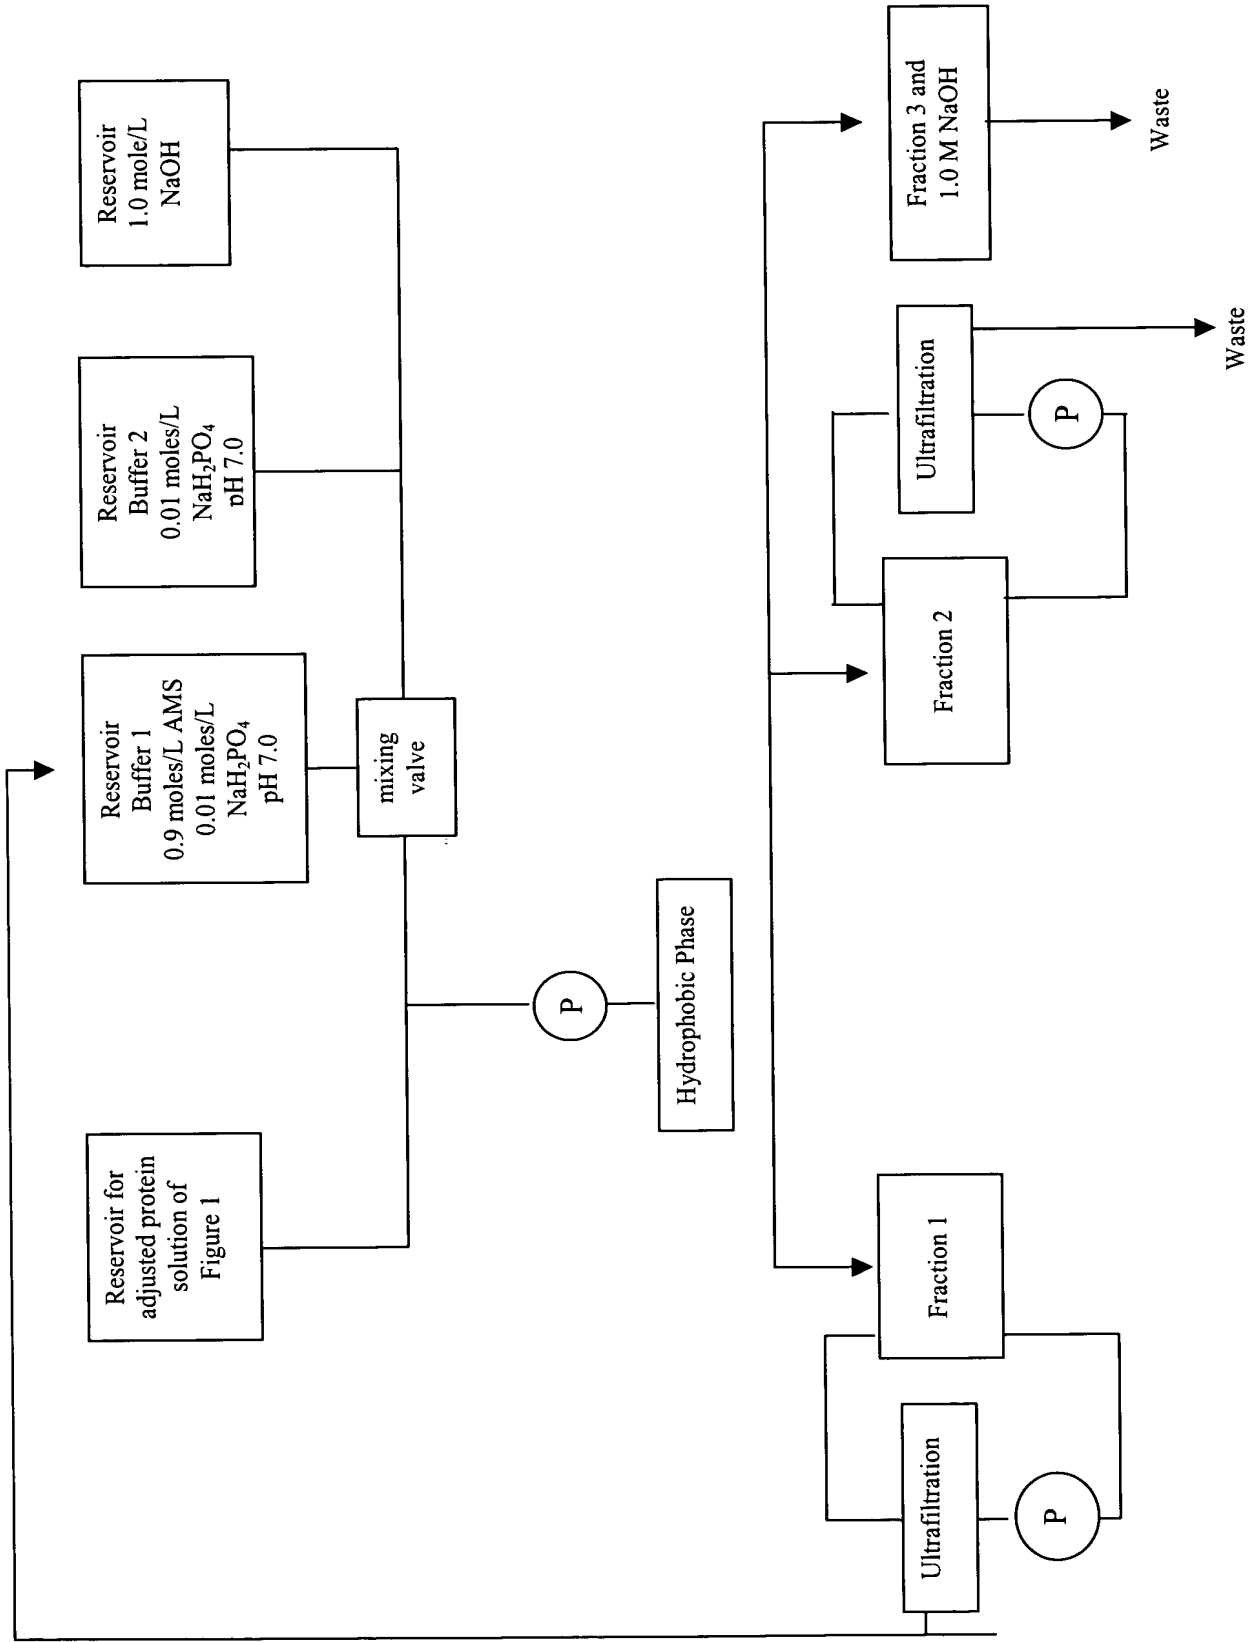 Reservoir for
adjusted protein
solution of
Figure 1
Reservoir
Buffer 1
0.9 moles/L AMS
0.01 moles/L
NaH₂PO₄
pH 7.0
Reservoir
Buffer 2
0.01 moles/L
NaH₂PO₄
pH 7.0
Reservoir
1.0 mole/L
NaOH
mixing
valve
P
Hydrophobic Phase
Ultrafiltration
P
Fraction 1
Fraction 2
Ultrafiltration
P
Waste
Fraction 3 and
1.0 M NaOH
Waste